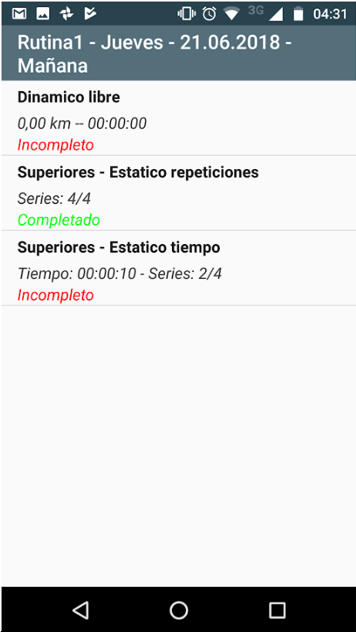 3G 04:31
Rutina1 - Jueves - 21.06.2018 -
Mañana
Dinamico libre
0,00 km -- 00:00:00
Incompleto
Superiores - Estatico repeticiones
Series: 4/4
Completado
Superiores - Estatico tiempo
Tiempo: 00:00:10 - Series: 2/4
Incompleto